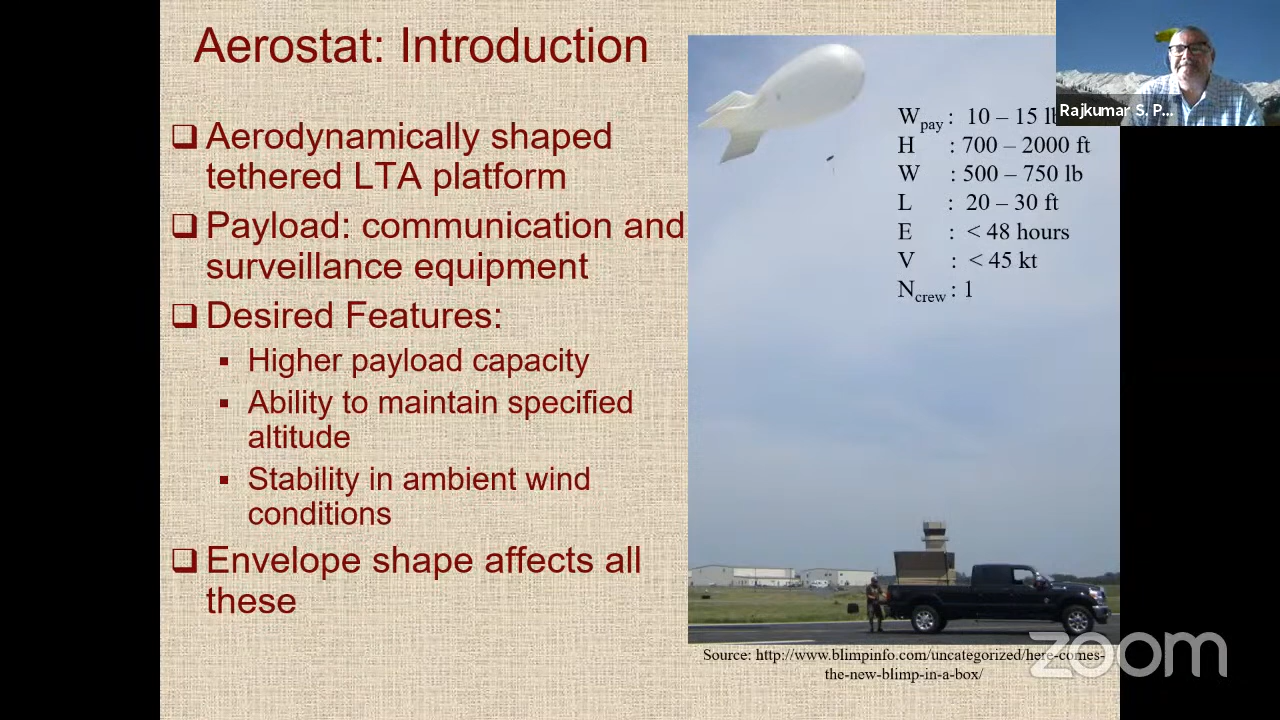 Aerostat: Introduction
Aerodynamically shaped
tethered LTA platform
Payload: communication and
surveillance equipment
Desired Features:
Higher payload capacity
Ability to maintain specified
altitude
Stability in ambient wind
conditions
Envelope shape affects all
these
Wpay : 10 – 15 lb
H : 700 – 2000 ft
W : 500 – 750 lb
L : 20 – 30 ft
E : < 48 hours
V : < 45 kt
Ncrew : 1
Rajkumar S. P...
Source: http://www.blimpinfo.com/uncategorized/here-comes-
the-new-blimp-in-a-box/
zoom